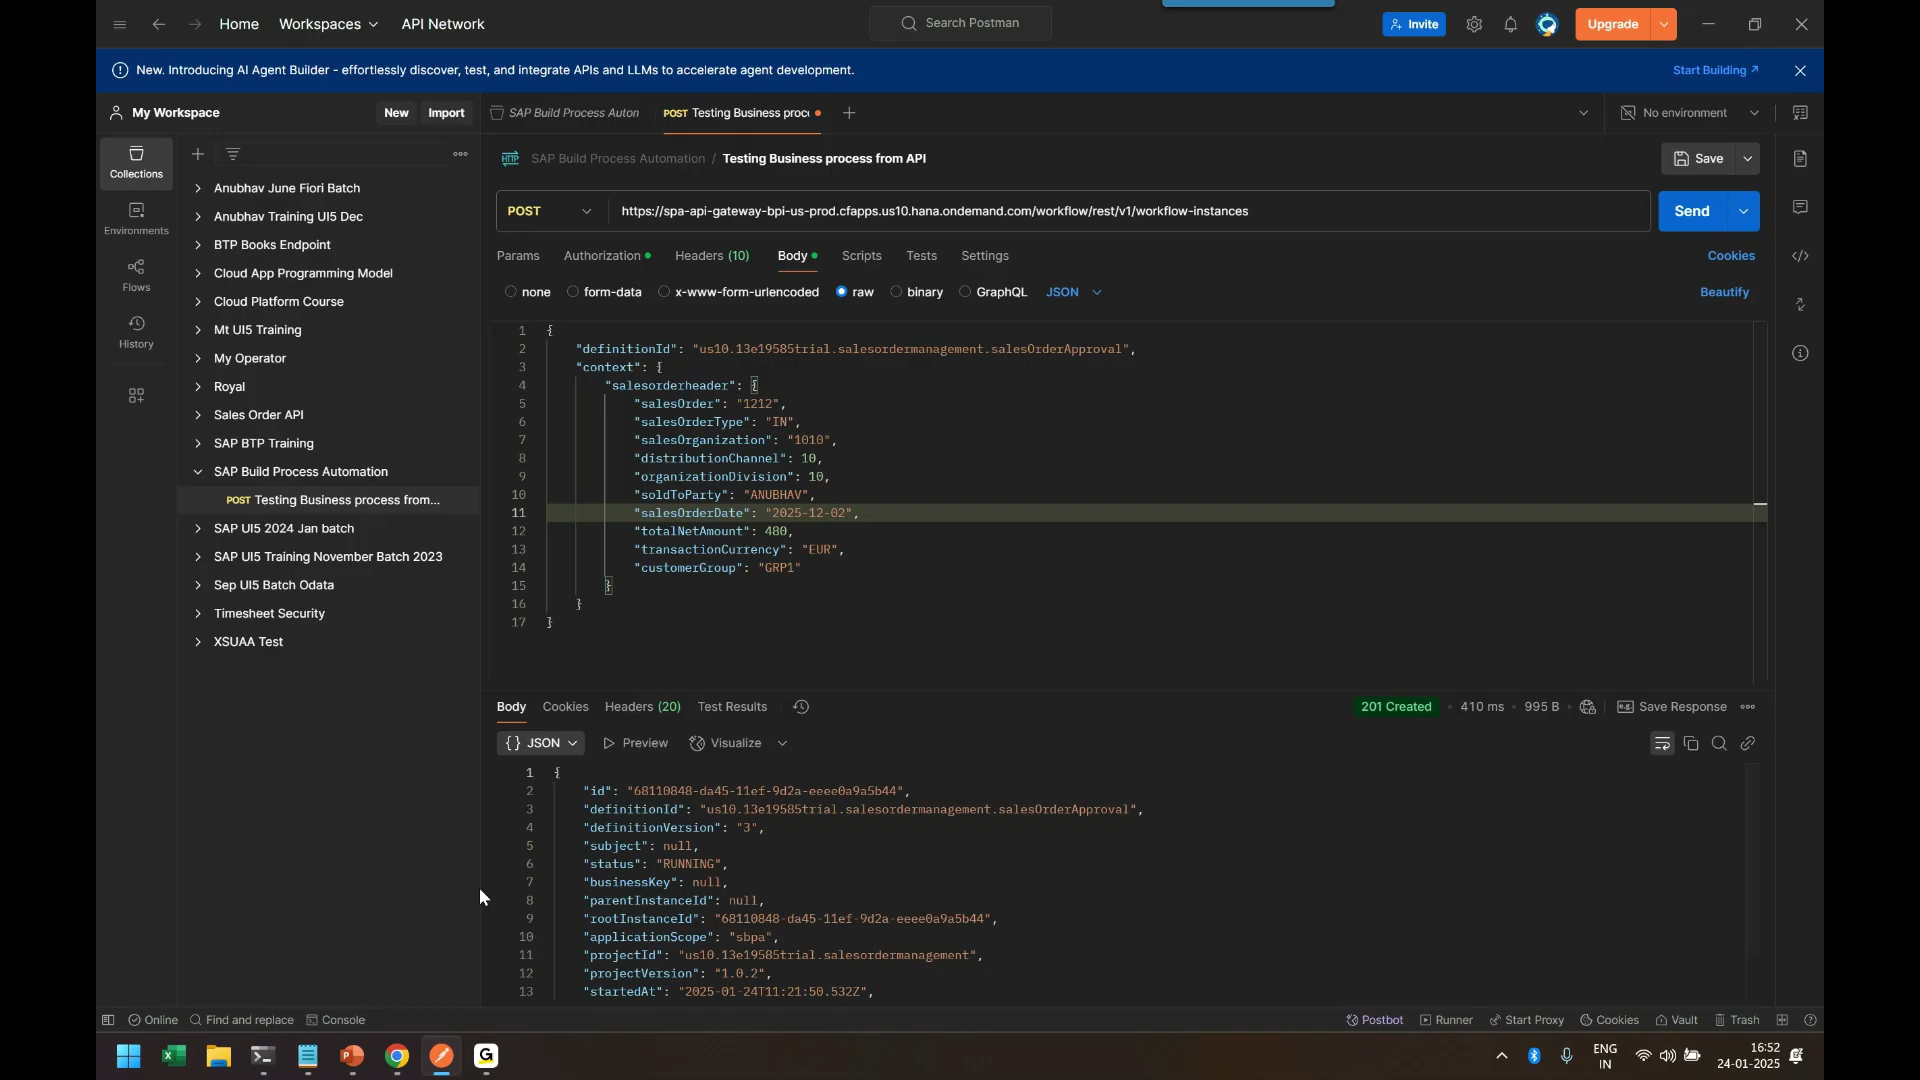 Home
Workspaces
API Network
Search Postman
Invite
Upgrade
New. Introducing AI Agent Builder - effortlessly discover, test, and integrate APIs and LLMs to accelerate agent development.
Start Building
My Workspace
New
Import
SAP Build Process Auton
POST Testing Business proc
No environment
Collections
Environments
Flows
History
Anubhav June Fiori Batch
Anubhav Training UI5 Dec
BTP Books Endpoint
Cloud App Programming Model
Cloud Platform Course
Mt UI5 Training
My Operator
Royal
Sales Order API
SAP BTP Training
SAP Build Process Automation
POST Testing Business process from...
SAP UI5 2024 Jan batch
SAP UI5 Training November Batch 2023
Sep UI5 Batch Odata
Timesheet Security
XSUAA Test
HTTP
SAP Build Process Automation / Testing Business process from API
Save
POST
https://spa-api-gateway-bpi-us-prod.cfapps.us10.hana.ondemand.com/workflow/rest/v1/workflow-instances
Send
Params
Authorization
Headers (10)
Body
Scripts
Tests
Settings
Cookies
none
form-data
x-www-form-urlencoded
raw
binary
GraphQL
JSON
Beautify
1 {
2 "definitionId": "us10.13e19585trial.salesordermanagement.salesOrderApproval",
3 "context": {
4 "salesorderheader": {
5 "salesOrder": "1212",
6 "salesOrderType": "IN",
7 "salesOrganization": "1010",
8 "distributionChannel": 10,
9 "organizationDivision": 10,
10 "soldToParty": "ANUBHAV",
11 "salesOrderDate": "2025-12-02",
12 "totalNetAmount": 480,
13 "transactionCurrency": "EUR",
14 "customerGroup": "GRP1"
15 }
16 }
17 }
Body
Cookies
Headers (20)
Test Results
201 Created
410 ms
995 B
e.g.
Save Response
{} JSON
Preview
Visualize
1 {
2 "id": "68110848-da45-11ef-9d2a-eeee0a9a5b44",
3 "definitionId": "us10.13e19585trial.salesordermanagement.salesOrderApproval",
4 "definitionVersion": "3",
5 "subject": null,
6 "status": "RUNNING",
7 "businessKey": null,
8 "parentInstanceId": null,
9 "rootInstanceId": "68110848-da45-11ef-9d2a-eeee0a9a5b44",
10 "applicationScope": "sbpa",
11 "projectId": "us10.13e19585trial.salesordermanagement",
12 "projectVersion": "1.0.2",
13 "startedAt": "2025-01-24T11:21:50.532Z",
Online
Find and replace
Console
Postbot
Runner
Start Proxy
Cookies
Vault
Trash
ENG
IN
16:52
24-01-2025